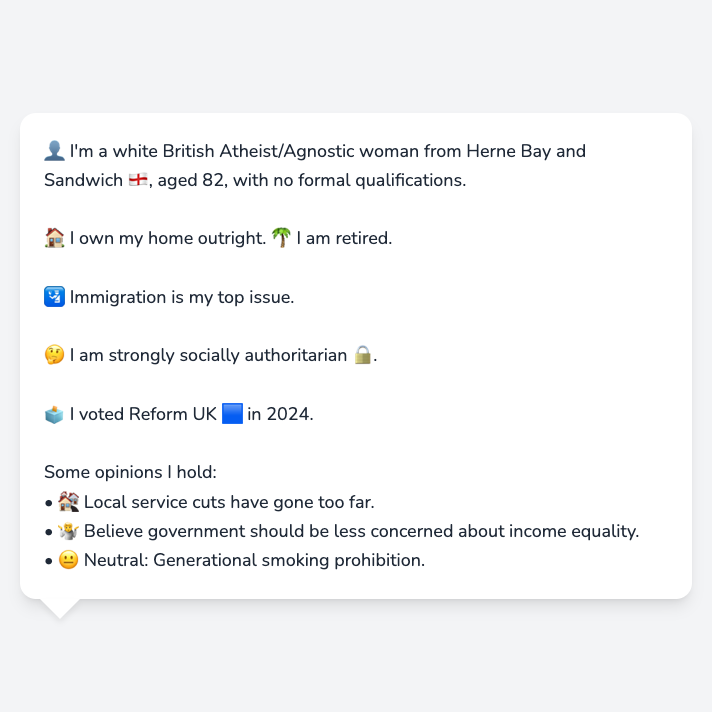 👤 I'm a white British Atheist/Agnostic woman from Herne Bay and
Sandwich 🏴󠁧󠁢󠁥󠁮󠁧󠁿, aged 82, with no formal qualifications.
🏠 I own my home outright. 🌴 I am retired.
🛂 Immigration is my top issue.
🤔 I am strongly socially authoritarian 🔒.
🗳️ I voted Reform UK 🟦 in 2024.
Some opinions I hold:
• 🏚️ Local service cuts have gone too far.
• 🤷 Believe government should be less concerned about income equality.
• 😐 Neutral: Generational smoking prohibition.